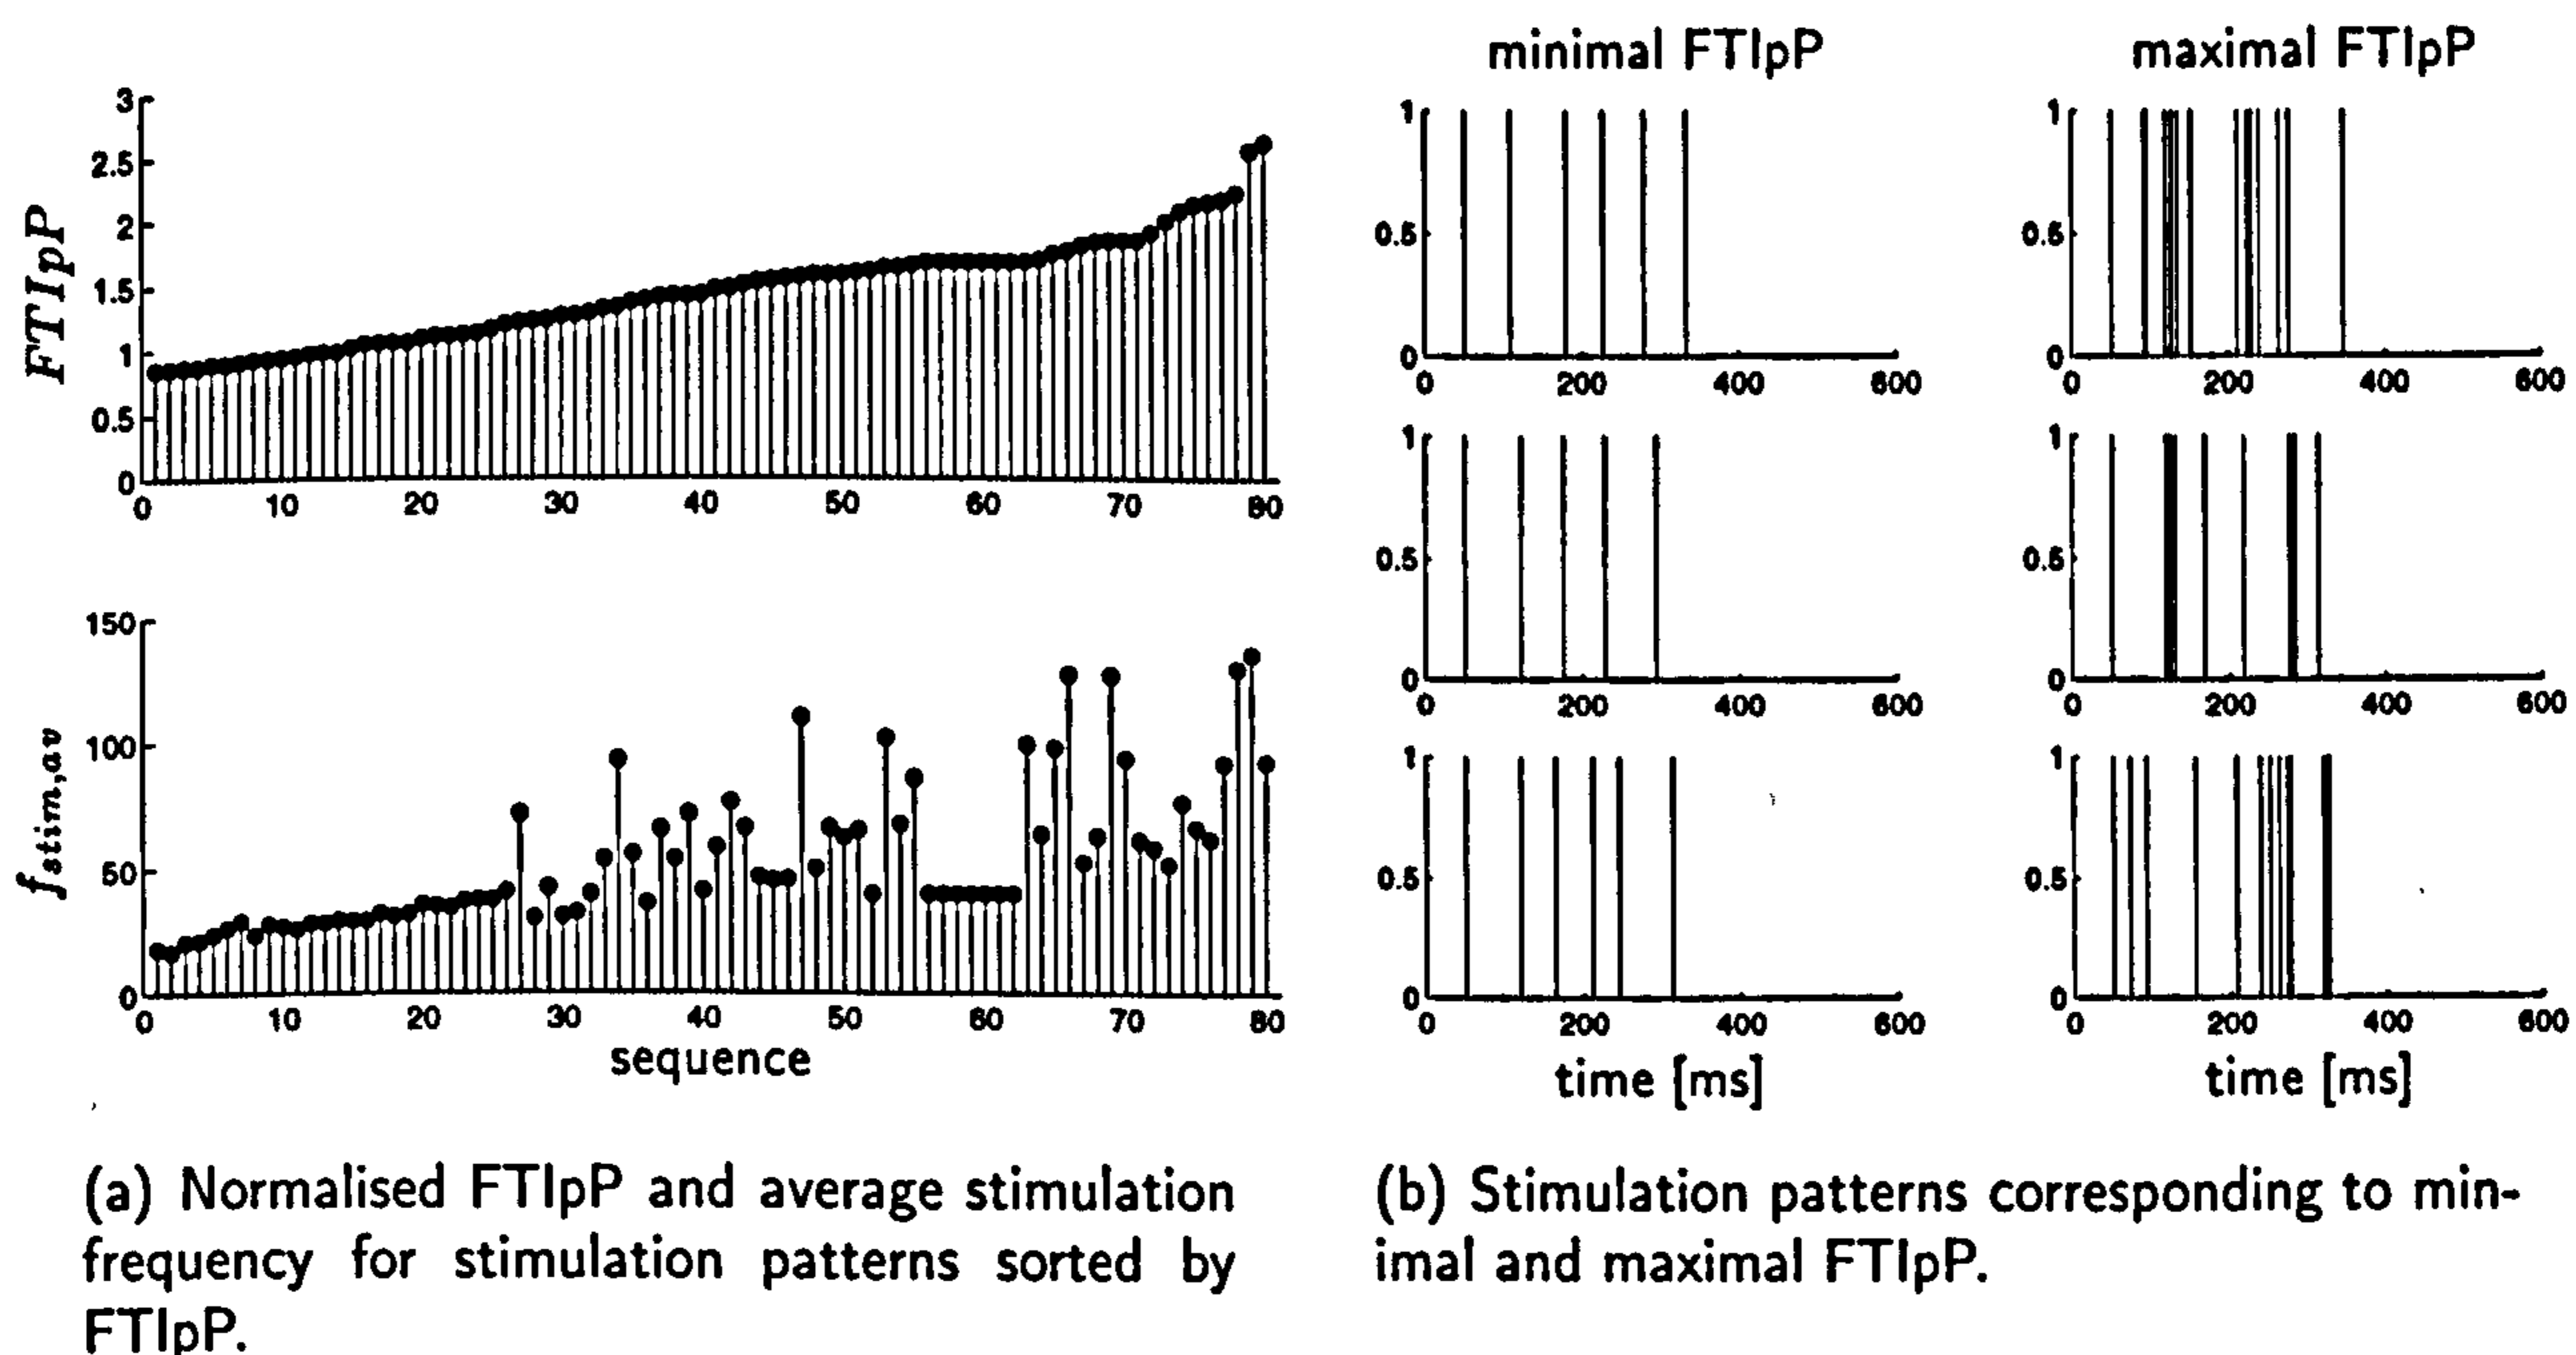 minimal FTIpP
maximal FTIpP
FTIpP
3
2.5
2
1.5
1
0.5
0
0 10 20 30 40 50 60 70 80
f_stim,av
150
100
50
0
0 10 20 30 40 50 60 70 80
sequence
1
0.5
0
0 200 400 600
1
0.5
0
0 200 400 600
1
0.5
0
0 200 400 600
time [ms]
1
0.5
0
0 200 400 600
1
0.5
0
0 200 400 600
1
0.5
0
0 200 400 600
time [ms]
(a) Normalised FTIpP and average stimulation
frequency for stimulation patterns sorted by
FTIpP.
(b) Stimulation patterns corresponding to min-
imal and maximal FTIpP.